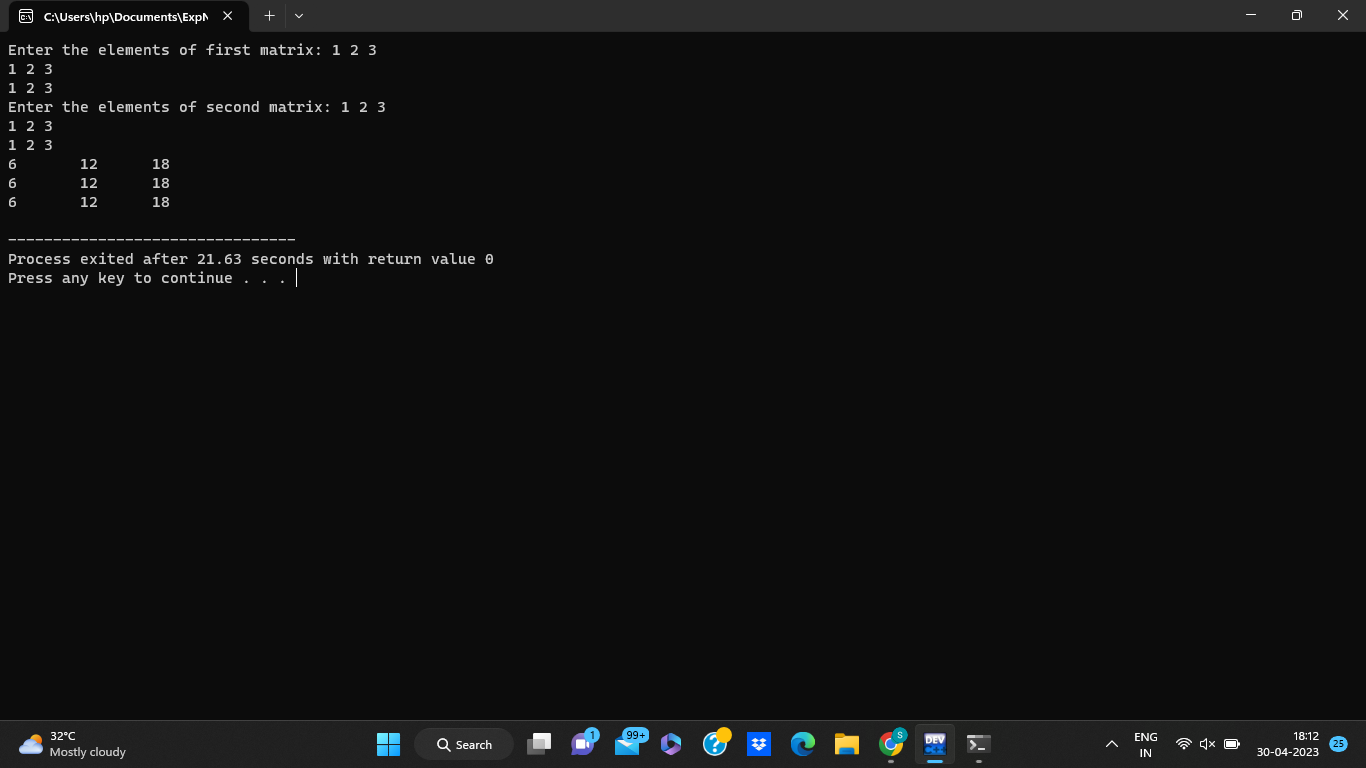 C:\Users\hp\Documents\ExpN
Enter the elements of first matrix: 1 2 3
1 2 3
1 2 3
Enter the elements of second matrix: 1 2 3
1 2 3
1 2 3
6 12 18
6 12 18
6 12 18
--------------------------------
Process exited after 21.63 seconds with return value 0
Press any key to continue . . .
32°C
Mostly cloudy
Search
1
99+
S
DEV
C++
ENG
IN
18:12
30-04-2023
25